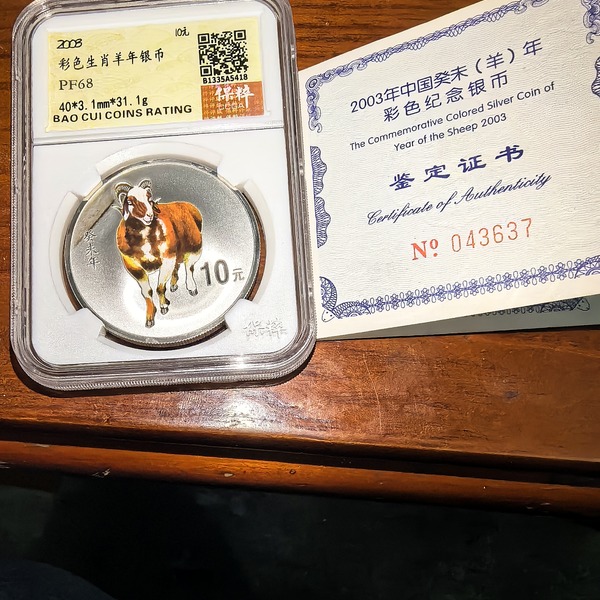 2003
10元
彩色生肖羊年银币
PF68
B1335A5418
40*3.1mm*31.1g
保粹
BAO CUI COINS RATING
癸未年
10元
保粹
2003年中国癸未（羊）年
彩色纪念银币
The Commemorative Colored Silver Coin of
Year of the Sheep 2003
鉴定证书
Certificate of Authenticity
Nº 043637